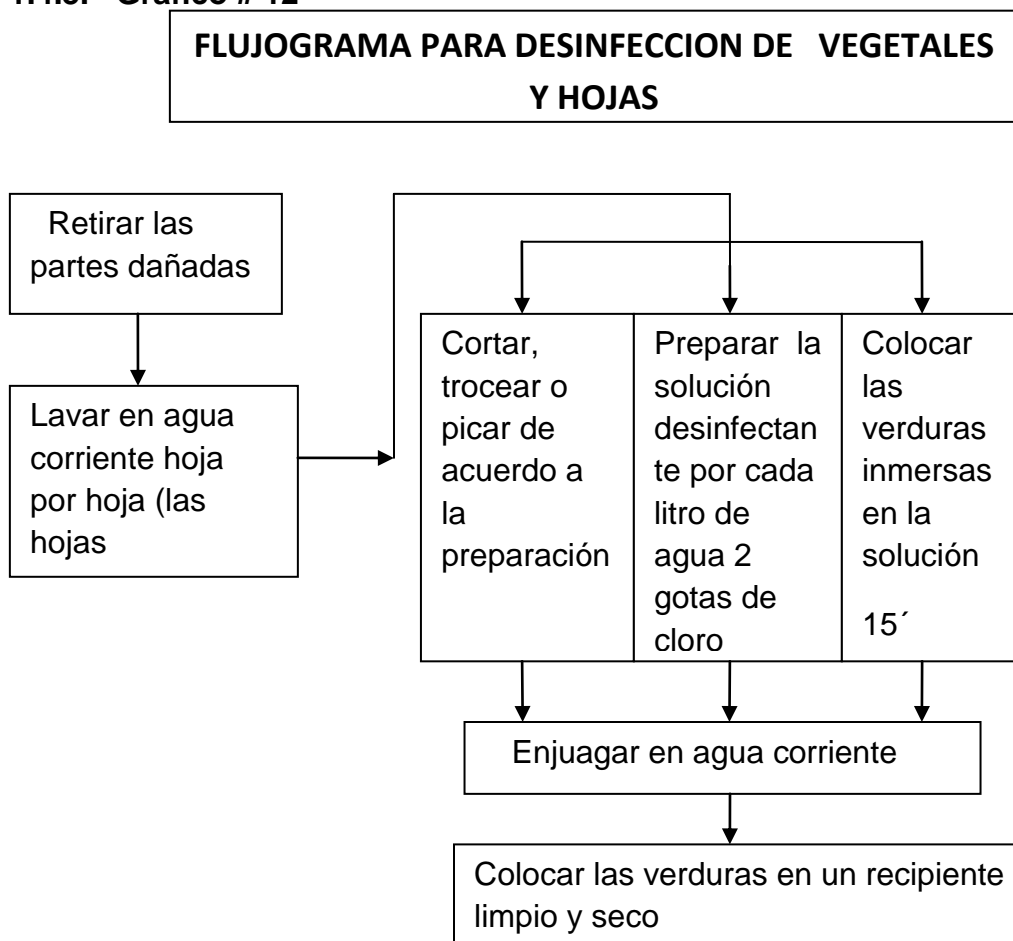 Gráfico # 12
FLUJOGRAMA PARA DESINFECCION DE VEGETALES
Y HOJAS
Retirar las
partes dañadas
Lavar en agua
corriente hoja
por hoja (las
hojas
Cortar,
trocear o
picar de
acuerdo a
la
preparación
Preparar la
solución
desinfectan
te por cada
litro de
agua 2
gotas de
cloro
Colocar
las
verduras
inmersas
en la
solución
15´
Enjuagar en agua corriente
Colocar las verduras en un recipiente
limpio y seco